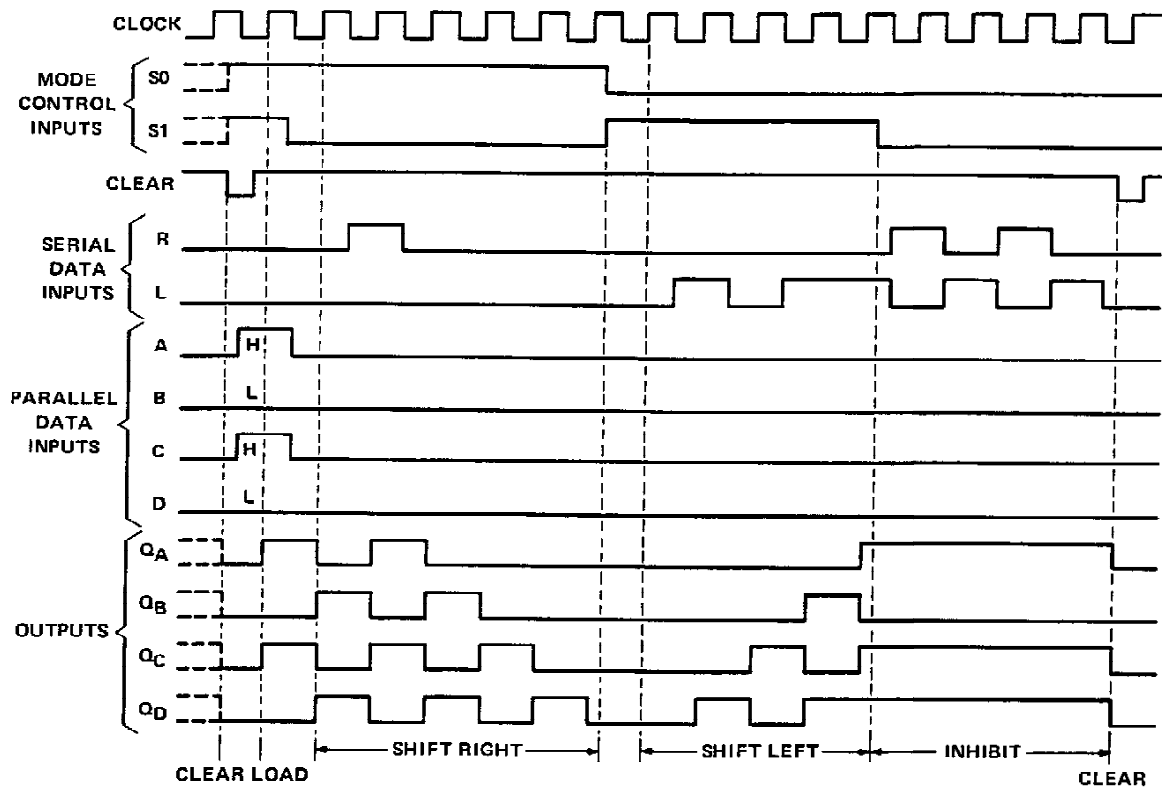 CLOCK
MODE
CONTROL
INPUTS
S0
S1
CLEAR
SERIAL
DATA
INPUTS
R
L
PARALLEL
DATA
INPUTS
A
H
B
L
C
H
D
L
OUTPUTS
QA
QB
QC
QD
SHIFT RIGHT
SHIFT LEFT
INHIBIT
CLEAR LOAD
CLEAR